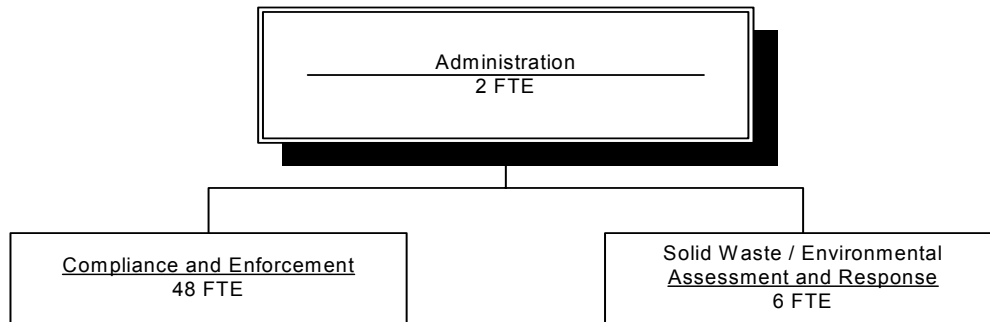 Administration
2 FTE
Compliance and Enforcement
48 FTE
Solid Waste / Environmental
Assessment and Response
6 FTE